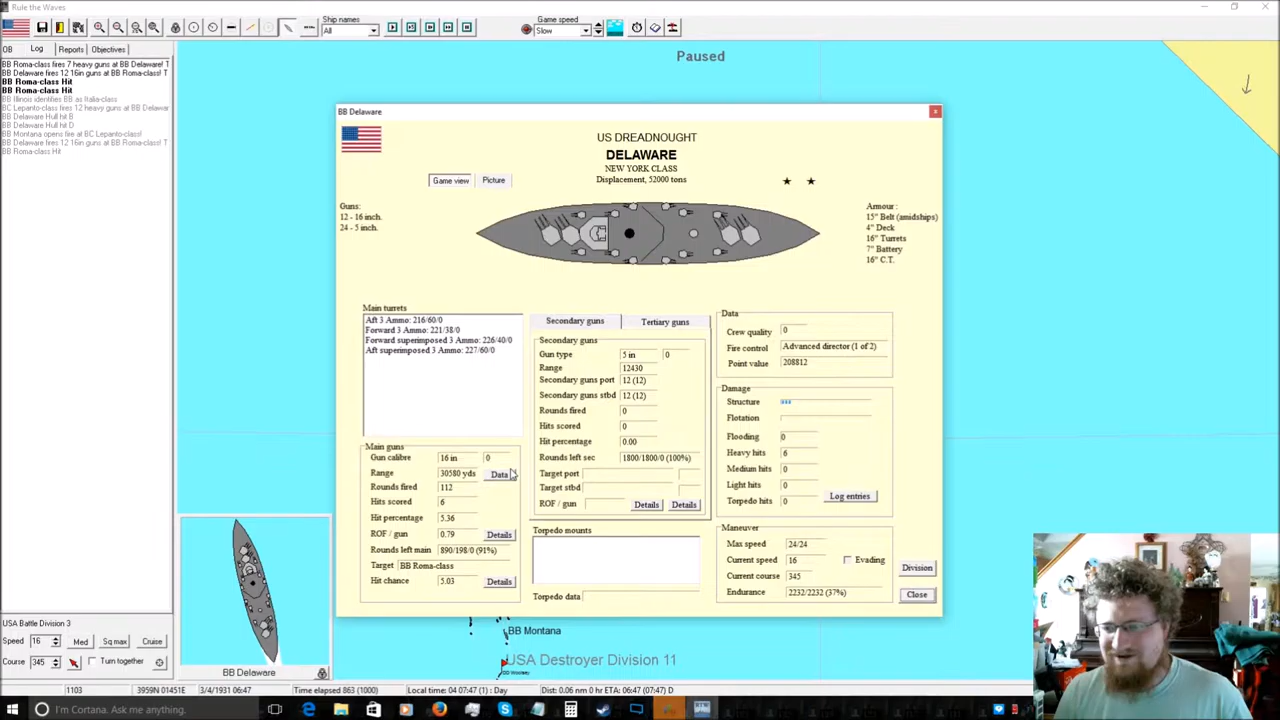 Rule the Waves
Ship names
All
Game speed
Slow
OB Log Reports Objectives
BB Roma-class fires 7 heavy guns at BB Delaware! T
BB Delaware fires 12 16in guns at BB Roma-class! T
BB Roma-class Hit
BB Roma-class Hit
BB Illinois identifies BB as Italia-class
BC Lepanto-class fires 12 heavy guns at BB Delawar
BB Delaware Hull hit B
BB Delaware Hull hit D
BB Montana opens fire at BC Lepanto-class!
BB Delaware fires 12 16in guns at BB Roma-class! T
BB Roma-class Hit
Paused
BB Delaware
US DREADNOUGHT
DELAWARE
NEW YORK CLASS
Displacement, 52000 tons
Game view Picture
Guns:
12 - 16 inch.
24 - 5 inch.
Armour :
15" Belt (amidships)
4" Deck
16" Turrets
7" Battery
16" C.T.
Main turrets
Aft 3 Ammo: 216/60/0
Forward 3 Ammo: 221/38/0
Forward superimposed 3 Ammo: 226/40/0
Aft superimposed 3 Ammo: 227/60/0
Main guns
Gun calibre 16 in 0
Range 30580 yds Data
Rounds fired 112
Hits scored 6
Hit percentage 5.36
ROF / gun 0.79 Details
Rounds left main 890/198/0 (91%)
Target BB Roma-class
Hit chance 5.03 Details
Secondary guns Tertiary guns
Secondary guns
Gun type 5 in 0
Range 12430
Secondary guns port 12 (12)
Secondary guns stbd 12 (12)
Rounds fired 0
Hits scored 0
Hit percentage 0.00
Rounds left sec 1800/1800/0 (100%)
Target port
Target stbd
ROF / gun Details Details
Torpedo mounts
Torpedo data
Data
Crew quality 0
Fire control Advanced director (1 of 2)
Point value 208812
Damage
Structure ***
Flotation
Flooding 0
Heavy hits 6
Medium hits 0
Light hits 0
Torpedo hits 0 Log entries
Maneuver
Max speed 24/24
Current speed 16 Evading
Current course 345
Endurance 2232/2232 (37%)
Division
Close
BB Montana
USA Destroyer Division 11
USA Battle Division 3
Speed 16 Med Sq max Cruise
Course 345 Turn together
BB Delaware
1103 3959N 01451E 3/4/1931 06:47 Time elapsed 863 (1000) Local time: 04 07:47 (1) : Day Dist: 0.06 nm 0 hr ETA: 06:47 (07:47) D
I'm Cortana. Ask me anything.